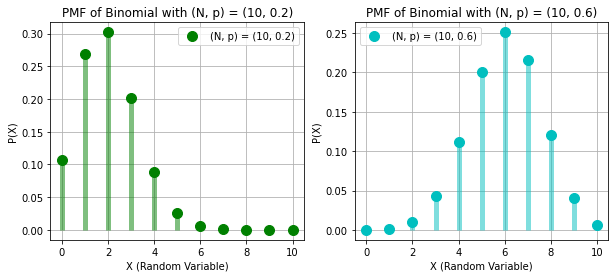 PMF of Binomial with (N, p) = (10, 0.2)
(N, p) = (10, 0.2)
P(X)
0.30
0.25
0.20
0.15
0.10
0.05
0.00
0 2 4 6 8 10
X (Random Variable)
PMF of Binomial with (N, p) = (10, 0.6)
(N, p) = (10, 0.6)
P(X)
0.25
0.20
0.15
0.10
0.05
0.00
0 2 4 6 8 10
X (Random Variable)